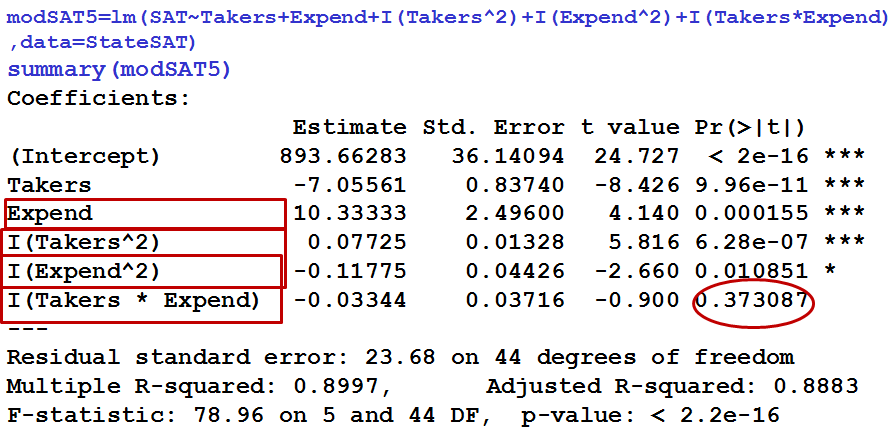 modSAT5=lm(SAT~Takers+Expend+I(Takers^2)+I(Expend^2)+I(Takers*Expend)
,data=StateSAT)
summary(modSAT5)
Coefficients:
Estimate Std. Error t value Pr(>|t|)
(Intercept) 893.66283 36.14094 24.727 < 2e-16 ***
Takers -7.05561 0.83740 -8.426 9.96e-11 ***
Expend 10.33333 2.49600 4.140 0.000155 ***
I(Takers^2) 0.07725 0.01328 5.816 6.28e-07 ***
I(Expend^2) -0.11775 0.04426 -2.660 0.010851 *
I(Takers * Expend) -0.03344 0.03716 -0.900 0.373087
---
Residual standard error: 23.68 on 44 degrees of freedom
Multiple R-squared: 0.8997, Adjusted R-squared: 0.8883
F-statistic: 78.96 on 5 and 44 DF, p-value: < 2.2e-16